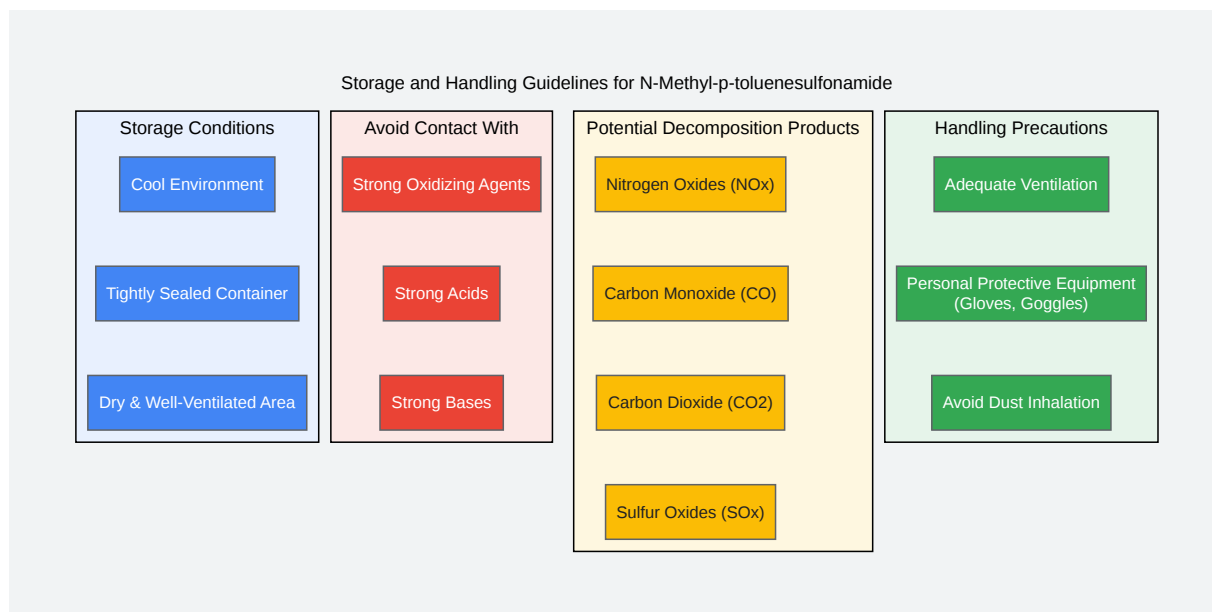 Storage and Handling Guidelines for N-Methyl-p-toluenesulfonamide
Storage Conditions
Cool Environment
Tightly Sealed Container
Dry & Well-Ventilated Area
Avoid Contact With
Strong Oxidizing Agents
Strong Acids
Strong Bases
Potential Decomposition Products
Nitrogen Oxides (NOx)
Carbon Monoxide (CO)
Carbon Dioxide (CO2)
Sulfur Oxides (SOx)
Handling Precautions
Adequate Ventilation
Personal Protective Equipment
(Gloves, Goggles)
Avoid Dust Inhalation